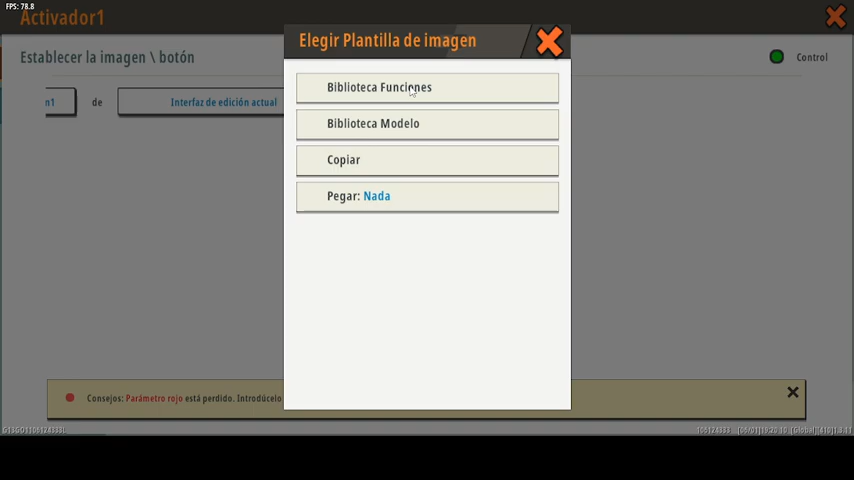 FPS: 78.8
Activador1
Elegir Plantilla de imagen
Establecer la imagen \ botón
Control
Biblioteca Funciones
n1
de
Interfaz de edición actual
Biblioteca Modelo
Copiar
Pegar: Nada
Consejos: Parámetro rojo está perdido. Introdúcelo